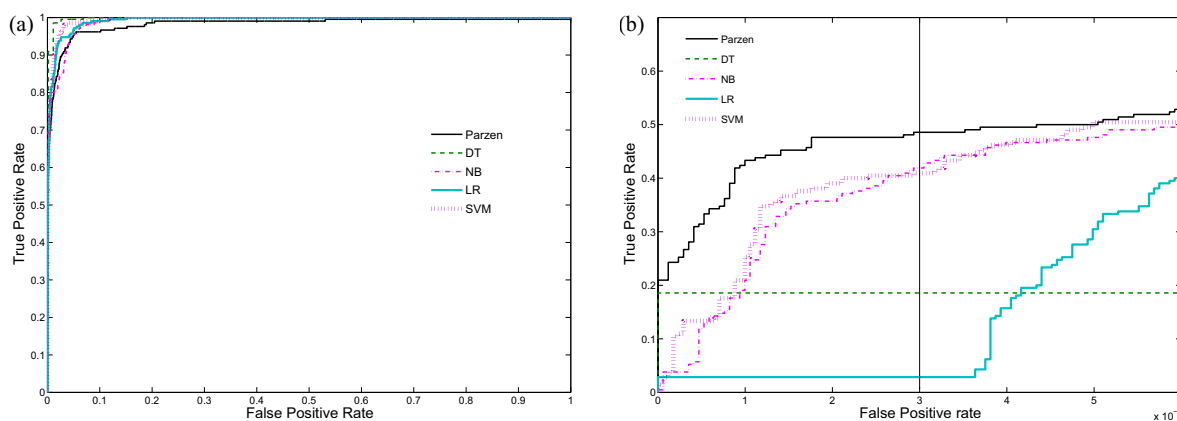 (a)
1
0.9
0.8
0.7
0.6
0.5
0.4
0.3
0.2
0.1
0
True Positive Rate
Parzen
DT
NB
LR
SVM
0
0.1
0.2
0.3
0.4
0.5
0.6
0.7
0.8
0.9
1
False Positive Rate
(b)
0.6
0.5
0.4
0.3
0.2
0.1
0
True Positive Rate
Parzen
DT
NB
LR
SVM
0
1
2
3
4
5
False Positive rate
x 10